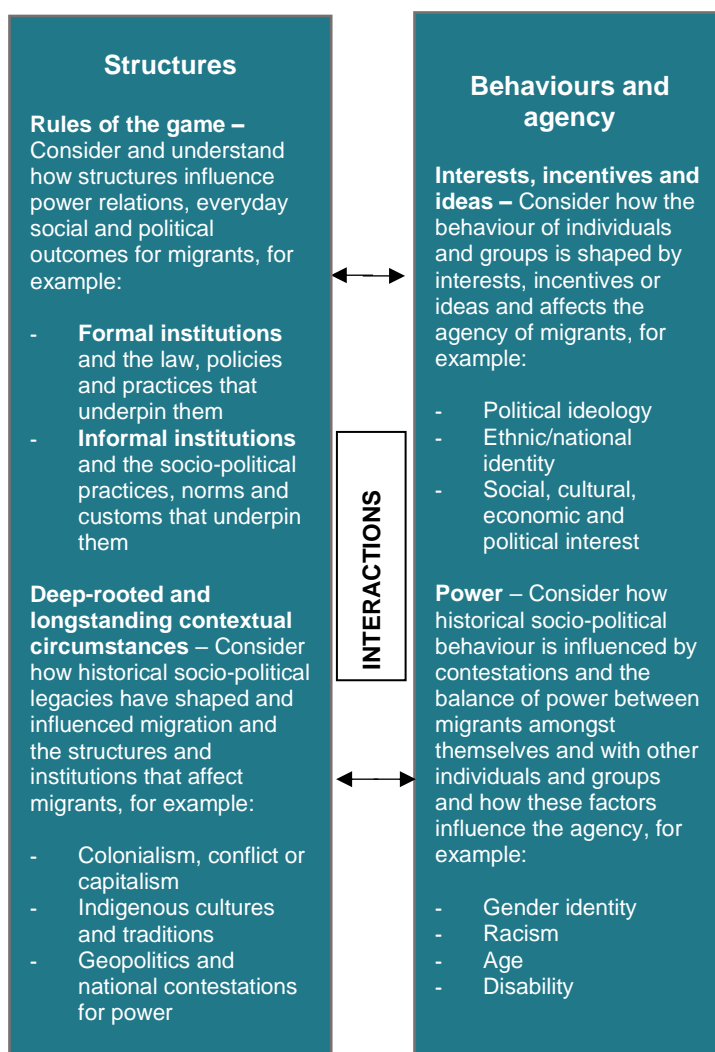 Structures
Rules of the game –
Consider and understand
how structures influence
power relations, everyday
social and political
outcomes for migrants, for
example:
- Formal institutions
and the law, policies
and practices that
underpin them
- Informal institutions
and the socio-political
practices, norms and
customs that underpin
them
Deep-rooted and
longstanding contextual
circumstances – Consider
how historical socio-political
legacies have shaped and
influenced migration and
the structures and
institutions that affect
migrants, for example:
- Colonialism, conflict or
capitalism
- Indigenous cultures
and traditions
- Geopolitics and
national contestations
for power
INTERACTIONS
Behaviours and
agency
Interests, incentives and
ideas – Consider how the
behaviour of individuals
and groups is shaped by
interests, incentives or
ideas and affects the
agency of migrants, for
example:
- Political ideology
- Ethnic/national
identity
- Social, cultural,
economic and
political interest
Power – Consider how
historical socio-political
behaviour is influenced by
contestations and the
balance of power between
migrants amongst
themselves and with other
individuals and groups
and how these factors
influence the agency, for
example:
- Gender identity
- Racism
- Age
- Disability